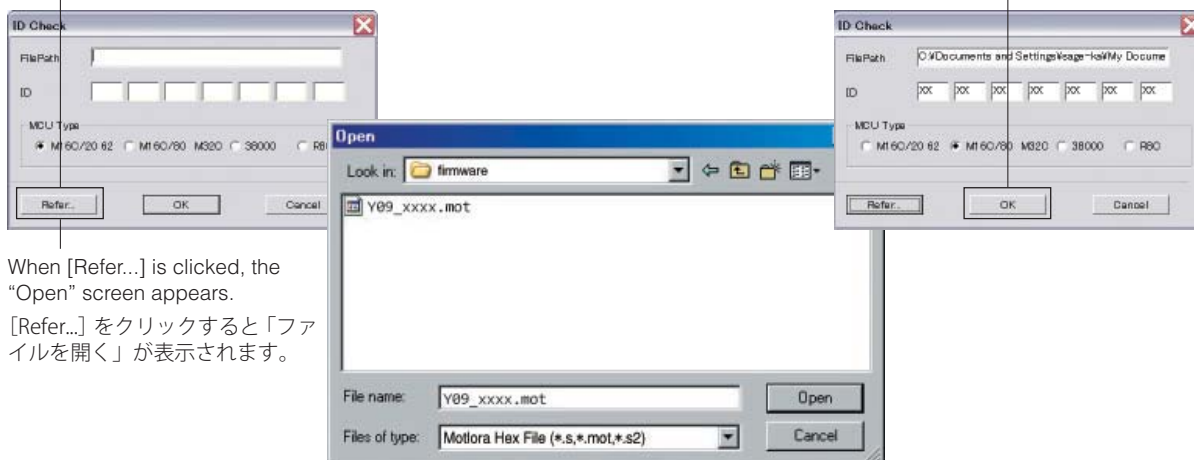 ID Check
FilePath
ID
MCU Type
M16C/20 62 M16C/80 M32C 38000 R8
Refer.. OK Cancel
When [Refer...] is clicked, the
“Open” screen appears.
［Refer...］をクリックすると「ファ
イルを開く」が表示されます。
Open
Look in: firmware
Y09_xxxx.mot
File name: Y09_xxxx.mot Open
Files of type: Motlora Hex File (*.s,*.mot,*.s2) Cancel
ID Check
FilePath C:¥Documents and Settings¥sage-ka¥My Docume
ID xx xx xx xx xx xx xx
MCU Type
M16C/20 62 M16C/80 M32C 38000 R8C
Refer.. OK Cancel